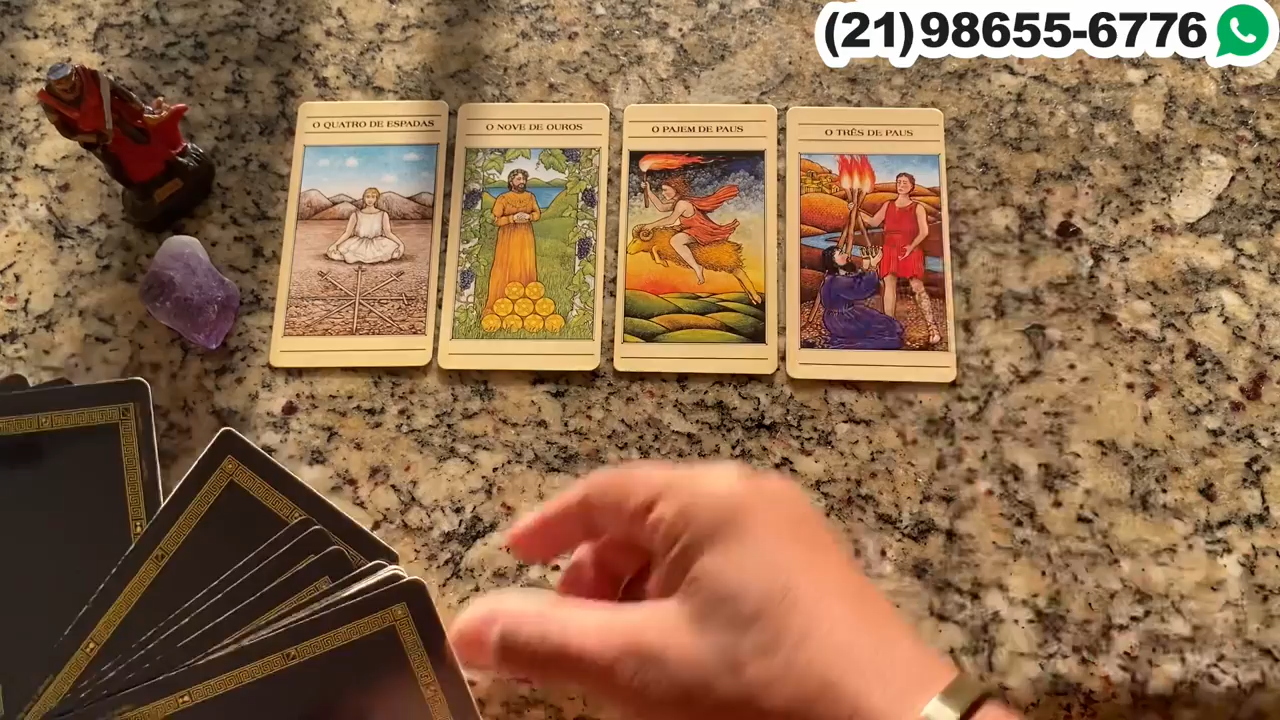 (21)98655-6776
O QUATRO DE ESPADAS
O NOVE DE OUROS
O PAJEM DE PAUS
O TRÊS DE PAUS